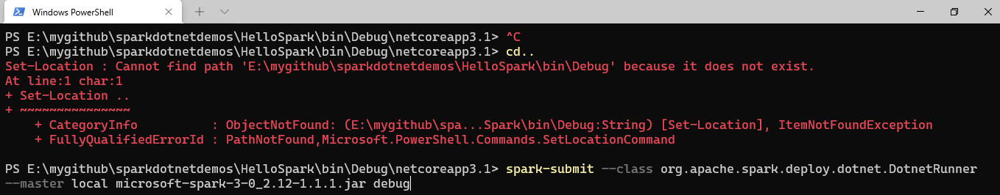 Windows PowerShell
PS E:\mygithub\sparkdotnetdemos\HelloSpark\bin\Debug\netcoreapp3.1> ^C
PS E:\mygithub\sparkdotnetdemos\HelloSpark\bin\Debug\netcoreapp3.1> cd..
Set-Location : Cannot find path 'E:\mygithub\sparkdotnetdemos\HelloSpark\bin\Debug' because it does not exist.
At line:1 char:1
+ Set-Location ..
+ ~~~~~~~~~~~~~~~
    + CategoryInfo          : ObjectNotFound: (E:\mygithub\spa...Spark\bin\Debug:String) [Set-Location], ItemNotFoundException
    + FullyQualifiedErrorId : PathNotFound,Microsoft.PowerShell.Commands.SetLocationCommand
PS E:\mygithub\sparkdotnetdemos\HelloSpark\bin\Debug\netcoreapp3.1> spark-submit --class org.apache.spark.deploy.dotnet.DotnetRunner
--master local microsoft-spark-3-0_2.12-1.1.1.jar debug